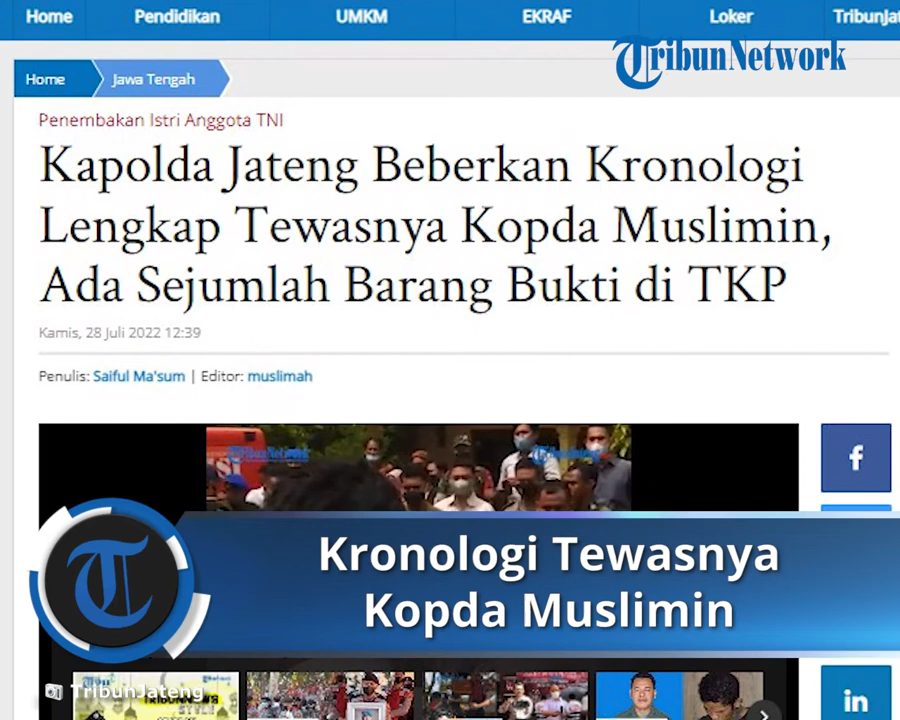 Home Pendidikan UMKM EKRAF Loker TribunJat
TribunNetwork
Home Jawa Tengah
Penembakan Istri Anggota TNI
Kapolda Jateng Beberkan Kronologi
Lengkap Tewasnya Kopda Muslimin,
Ada Sejumlah Barang Bukti di TKP
Kamis, 28 Juli 2022 12:39
Penulis: Saiful Ma'sum | Editor: muslimah
TribunNetwork
f
Kronologi Tewasnya
Kopda Muslimin
TribunJateng
in